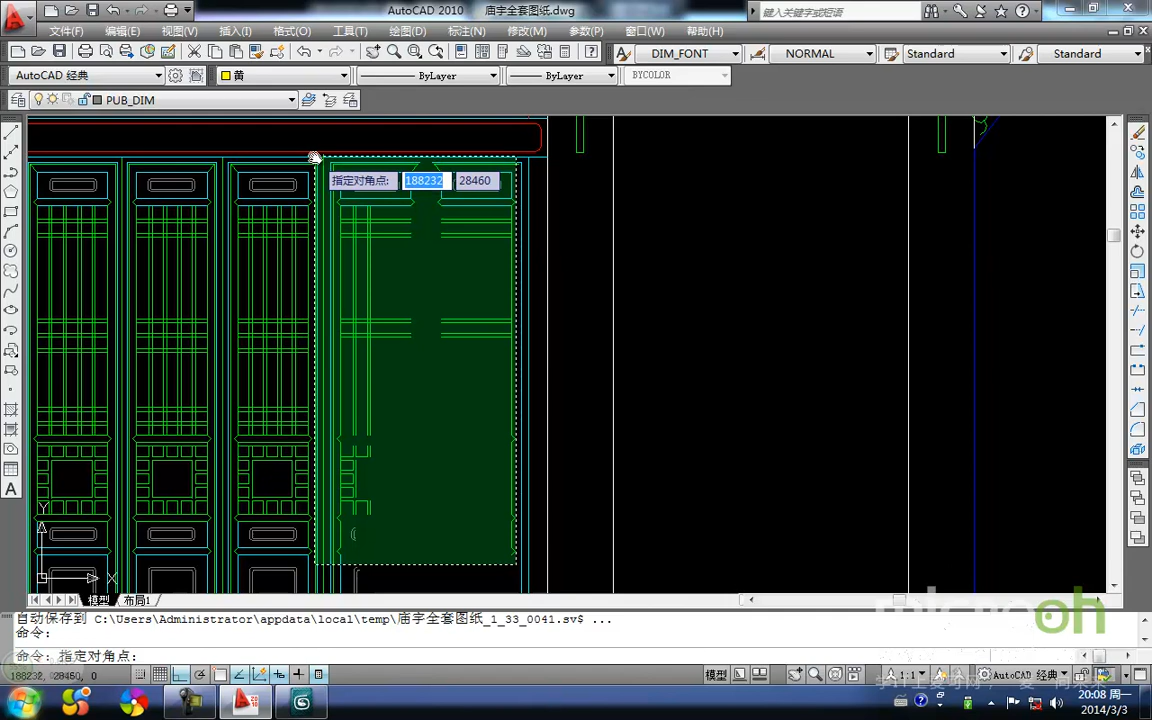 AutoCAD 2010 庙宇全套图纸.dwg 键入关键字或短语
文件(F) 编辑(E) 视图(V) 插入(I) 格式(O) 工具(T) 绘图(D) 标注(N) 修改(M) 参数(P) 窗口(W) 帮助(H)
DIM_FONT NORMAL Standard Standard
AutoCAD 经典 黄 ByLayer ByLayer BYCOLOR
PUB_DIM
指定对角点: 188232 28460
Y
X
模型 布局1
自动保存到 C:\Users\Administrator\appdata\local\temp\庙宇全套图纸_1_33_0041.sv$ ...
命令:
oh
命令: 指定对角点:
188232, 28460, 0 模型 1:1 AutoCAD 经典
20:08 周一
2014/3/3